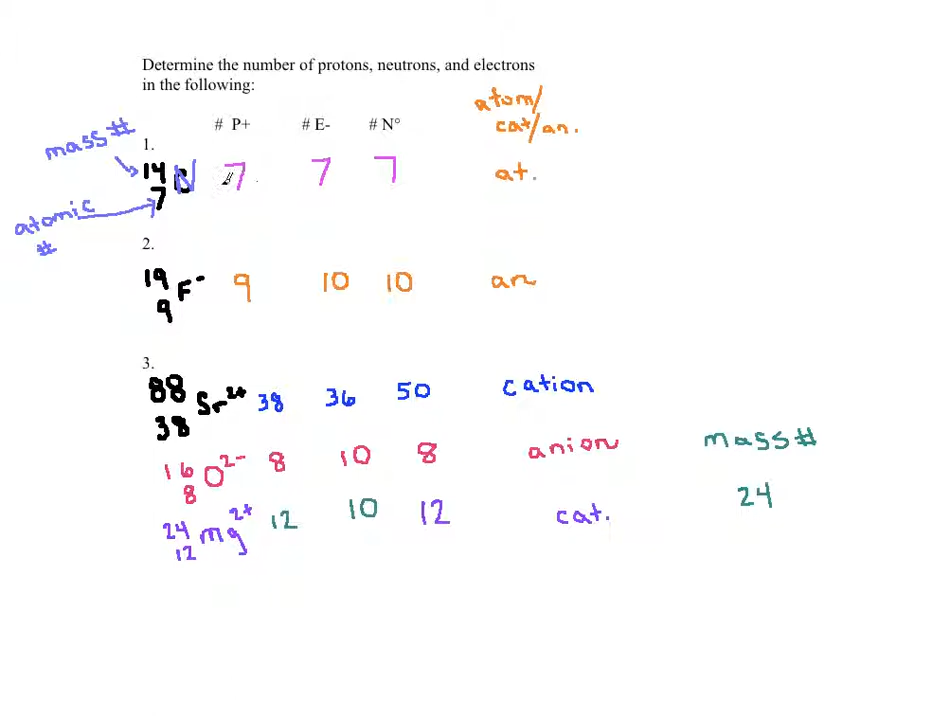 Determine the number of protons, neutrons, and electrons
in the following:
atom/
cat/an.
# P+ # E- # N°
mass #
1.
14
7 N 7 7 7 at.
atomic
#
2.
19
9 F- 9 10 10 an
3.
88
38 Sr2+ 38 36 50 cation
mass #
16
8 O2- 8 10 8 anion
24
24
12 mg2+ 12 10 12 cat.